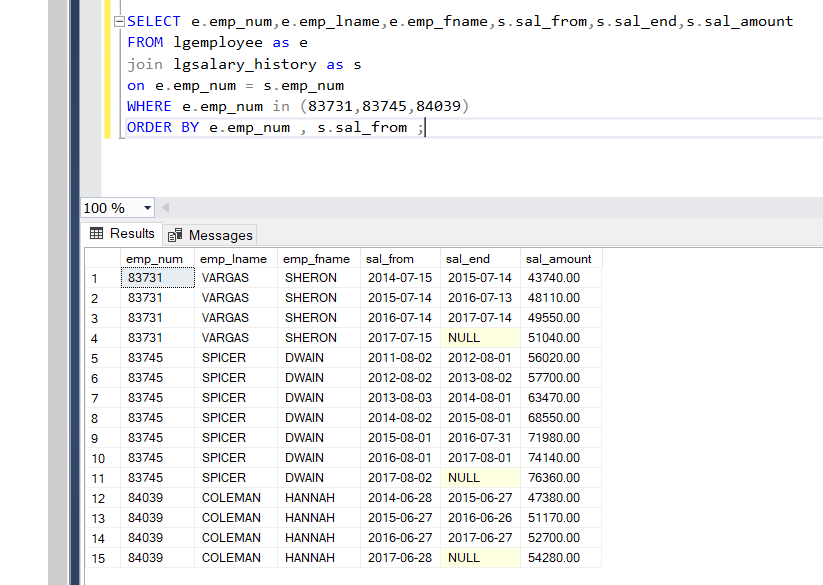 SELECT e.emp_num,e.emp_lname,e.emp_fname,s.sal_from,s.sal_end,s.sal_amount
FROM lgemployee as e
join lgsalary_history as s
on e.emp_num = s.emp_num
WHERE e.emp_num in (83731,83745,84039)
ORDER BY e.emp_num , s.sal_from ;
100 %
Results Messages
emp_num emp_lname emp_fname sal_from sal_end sal_amount
1 83731 VARGAS SHERON 2014-07-15 2015-07-14 43740.00
2 83731 VARGAS SHERON 2015-07-14 2016-07-13 48110.00
3 83731 VARGAS SHERON 2016-07-14 2017-07-14 49550.00
4 83731 VARGAS SHERON 2017-07-15 NULL 51040.00
5 83745 SPICER DWAIN 2011-08-02 2012-08-01 56020.00
6 83745 SPICER DWAIN 2012-08-02 2013-08-02 57700.00
7 83745 SPICER DWAIN 2013-08-03 2014-08-01 63470.00
8 83745 SPICER DWAIN 2014-08-02 2015-08-01 68550.00
9 83745 SPICER DWAIN 2015-08-01 2016-07-31 71980.00
10 83745 SPICER DWAIN 2016-08-01 2017-08-01 74140.00
11 83745 SPICER DWAIN 2017-08-02 NULL 76360.00
12 84039 COLEMAN HANNAH 2014-06-28 2015-06-27 47380.00
13 84039 COLEMAN HANNAH 2015-06-27 2016-06-26 51170.00
14 84039 COLEMAN HANNAH 2016-06-27 2017-06-27 52700.00
15 84039 COLEMAN HANNAH 2017-06-28 NULL 54280.00